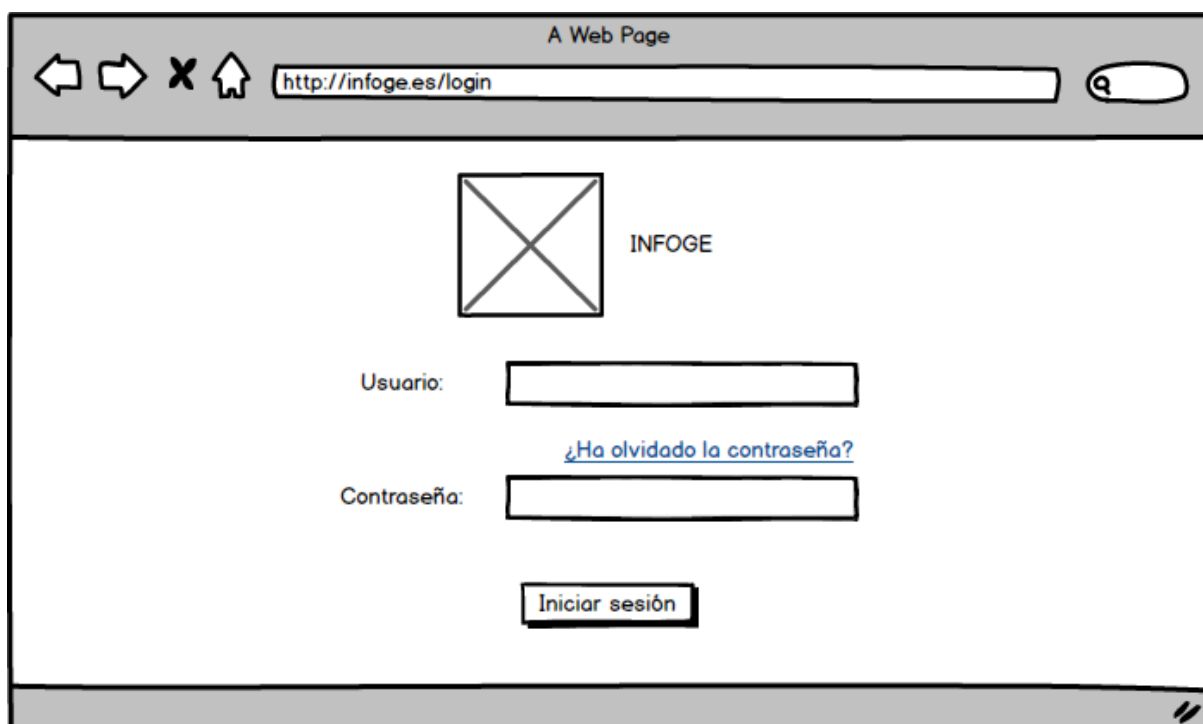 A Web Page
http://infoge.es/login
INFOGE
Usuario:
¿Ha olvidado la contraseña?
Contraseña:
Iniciar sesión